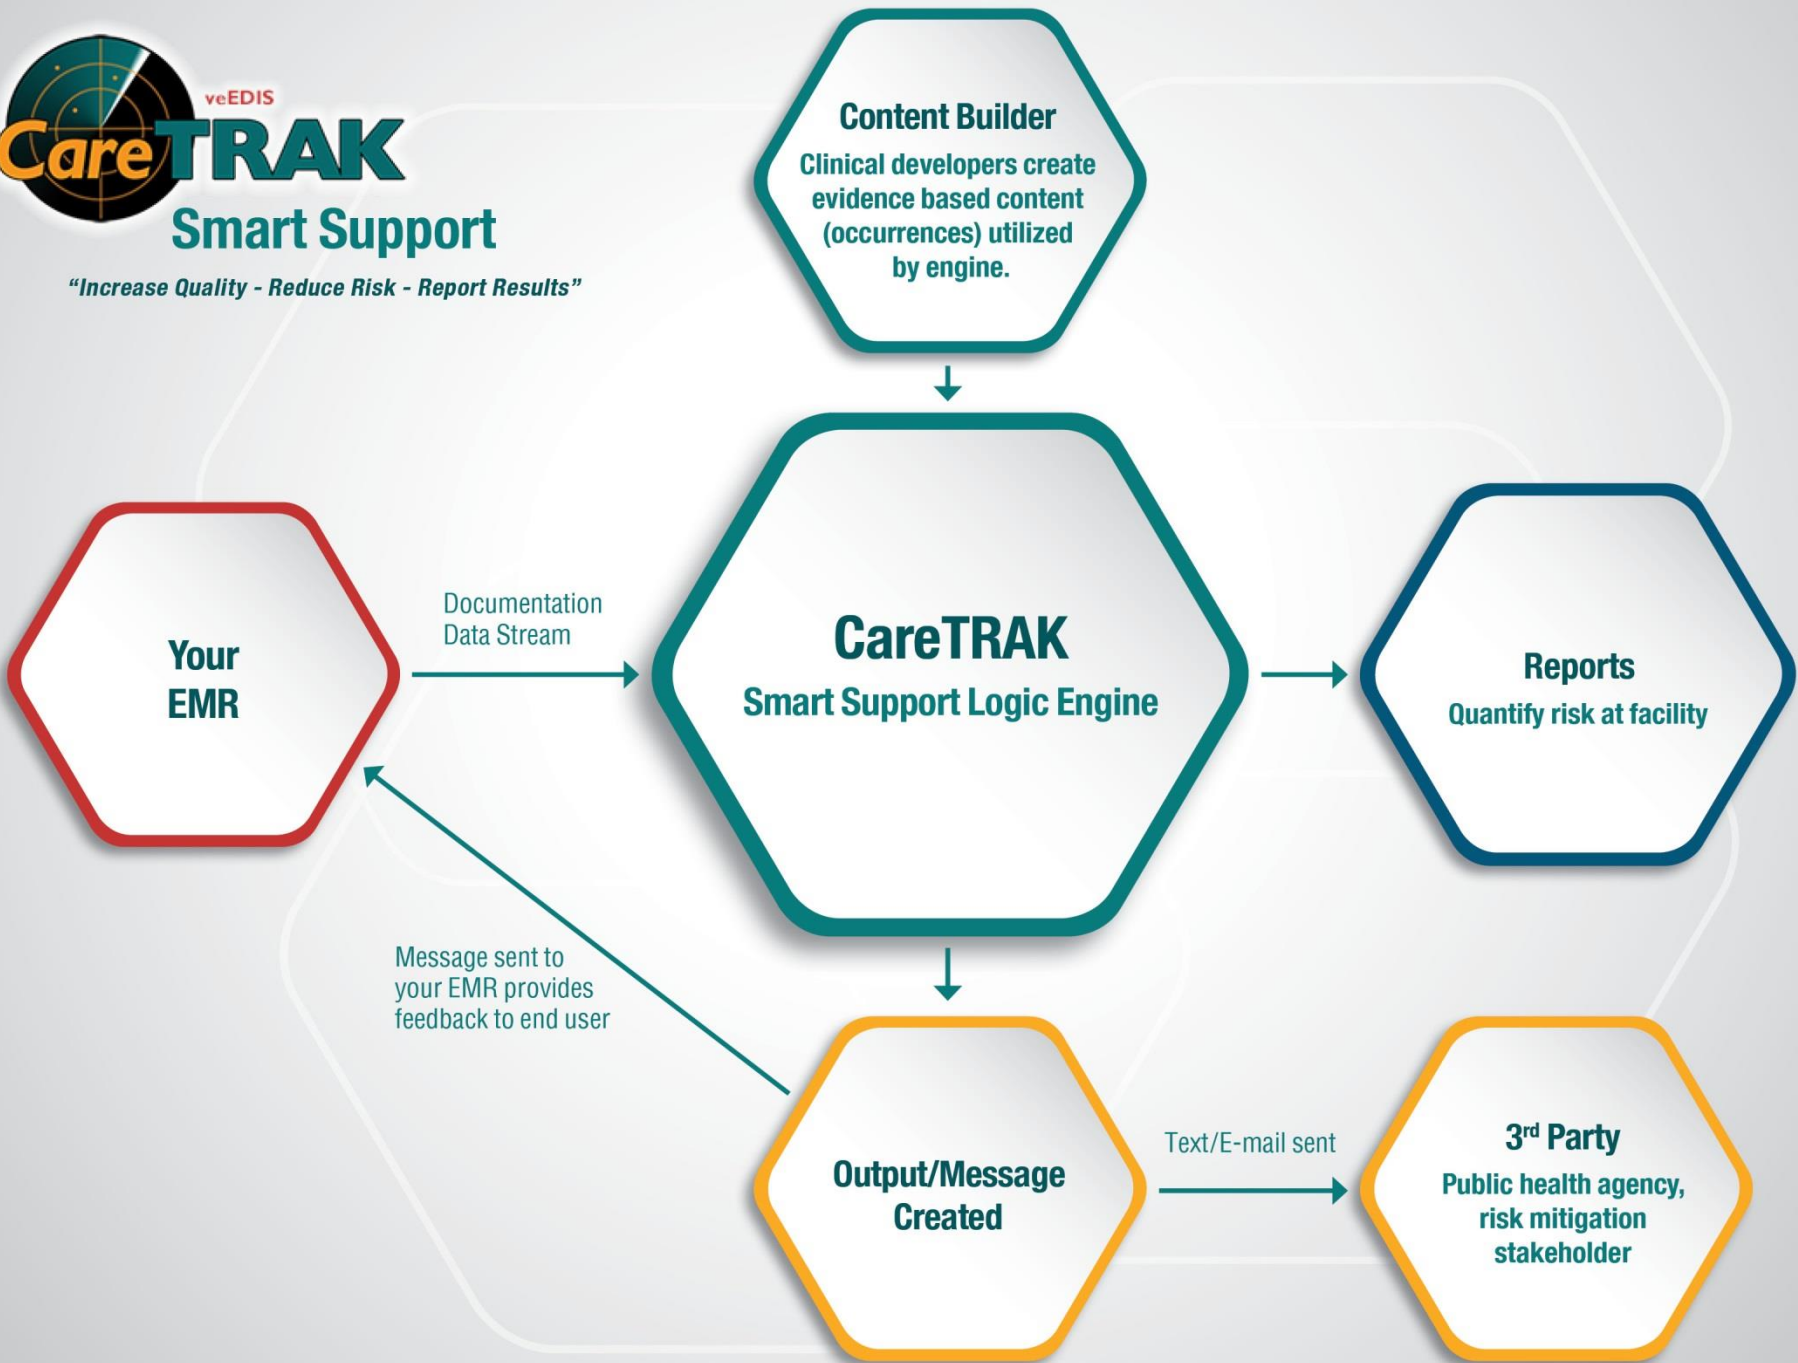 veEDIS
CareTRAK
Smart Support
“Increase Quality - Reduce Risk - Report Results”
Content Builder
Clinical developers create
evidence based content
(occurrences) utilized
by engine.
Your
EMR
Documentation
Data Stream
CareTRAK
Smart Support Logic Engine
Reports
Quantify risk at facility
Message sent to
your EMR provides
feedback to end user
Output/Message
Created
Text/E-mail sent
3rd Party
Public health agency,
risk mitigation
stakeholder